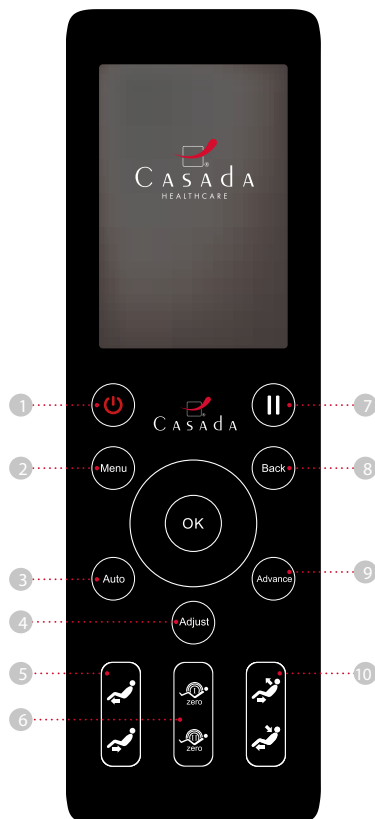 CASAdA
HEALTHCARE
1
7
CASAdA
2
Menu
Back
8
OK
3
Auto
Advance
9
4
Adjust
5
10
zero
6
zero